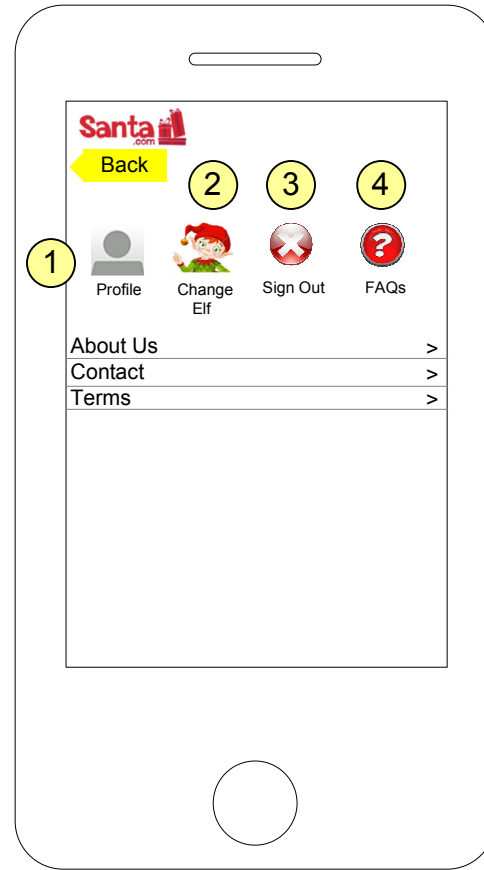 Santa
.com
Back
2 3 4
1
Profile Change Sign Out FAQs
Elf
About Us >
Contact >
Terms >